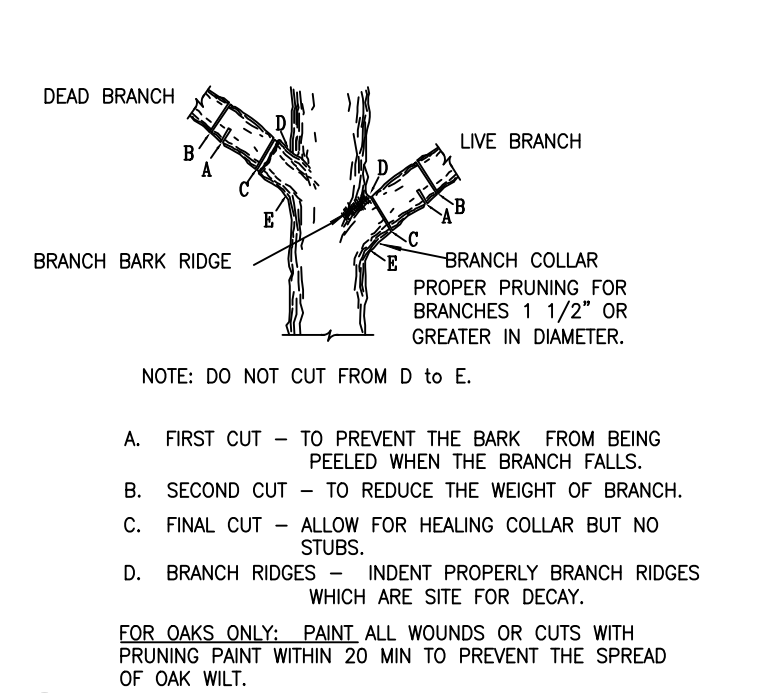 DEAD BRANCH
D
B
A
C
E
LIVE BRANCH
D
B
A
C
E
BRANCH BARK RIDGE
BRANCH COLLAR
PROPER PRUNING FOR
BRANCHES 1 1/2" OR
GREATER IN DIAMETER.
NOTE: DO NOT CUT FROM D to E.
A. FIRST CUT – TO PREVENT THE BARK FROM BEING
PEELED WHEN THE BRANCH FALLS.
B. SECOND CUT – TO REDUCE THE WEIGHT OF BRANCH.
C. FINAL CUT – ALLOW FOR HEALING COLLAR BUT NO
STUBS.
D. BRANCH RIDGES – INDENT PROPERLY BRANCH RIDGES
WHICH ARE SITE FOR DECAY.
FOR OAKS ONLY: PAINT ALL WOUNDS OR CUTS WITH
PRUNING PAINT WITHIN 20 MIN TO PREVENT THE SPREAD
OF OAK WILT.